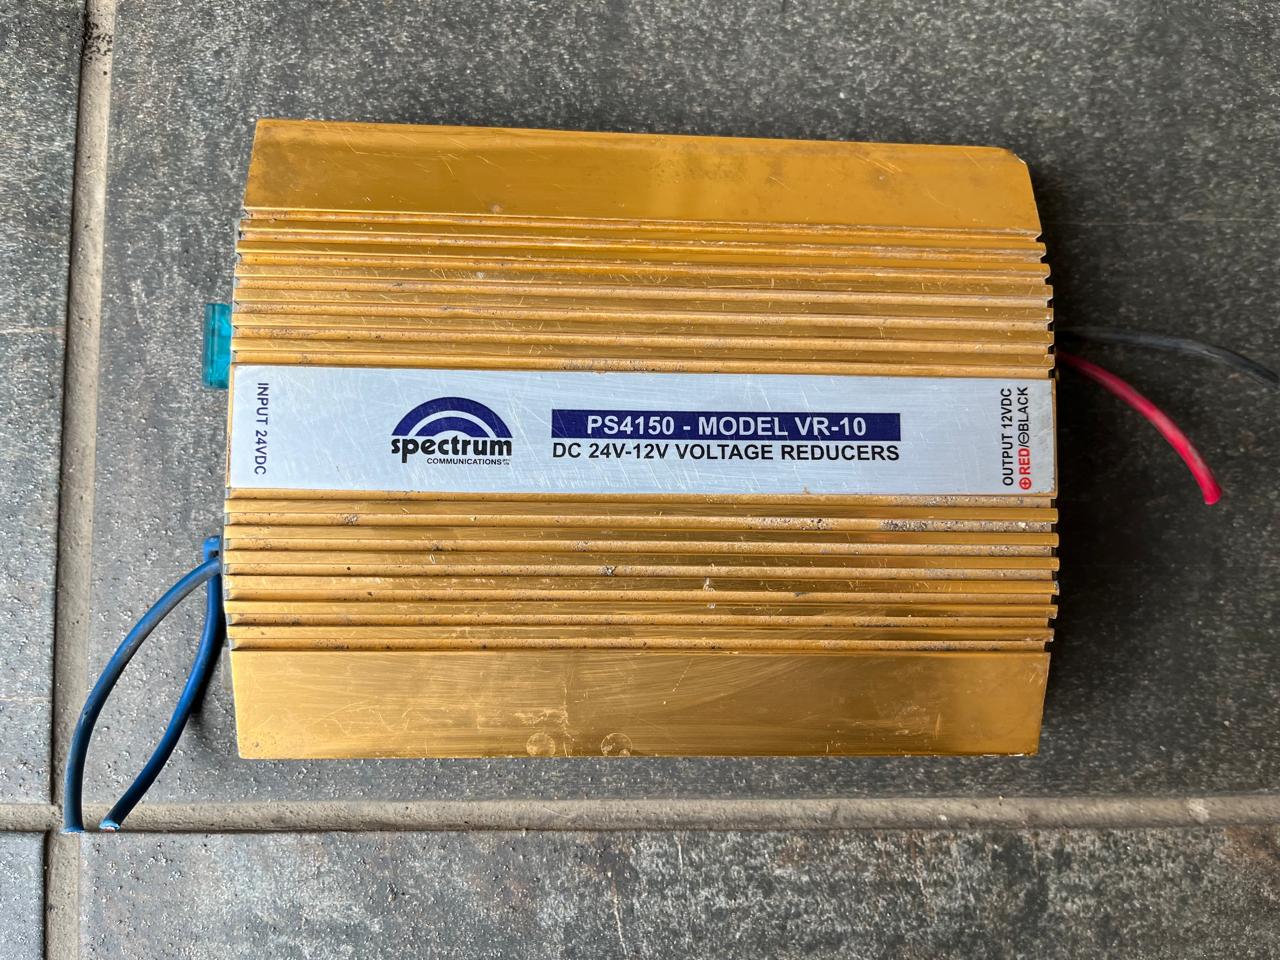 INPUT 24VDC
spectrum
COMMUNICATIONS
PS4150 - MODEL VR-10
DC 24V-12V VOLTAGE REDUCERS
OUTPUT 12VDC
⊕RED/⊖BLACK